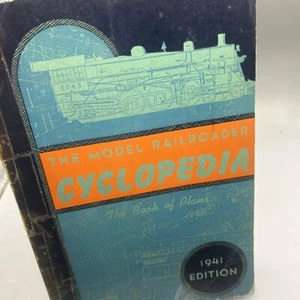 THE MODEL RAILROADER
CYCLOPEDIA
The Book of Plans
1941
EDITION